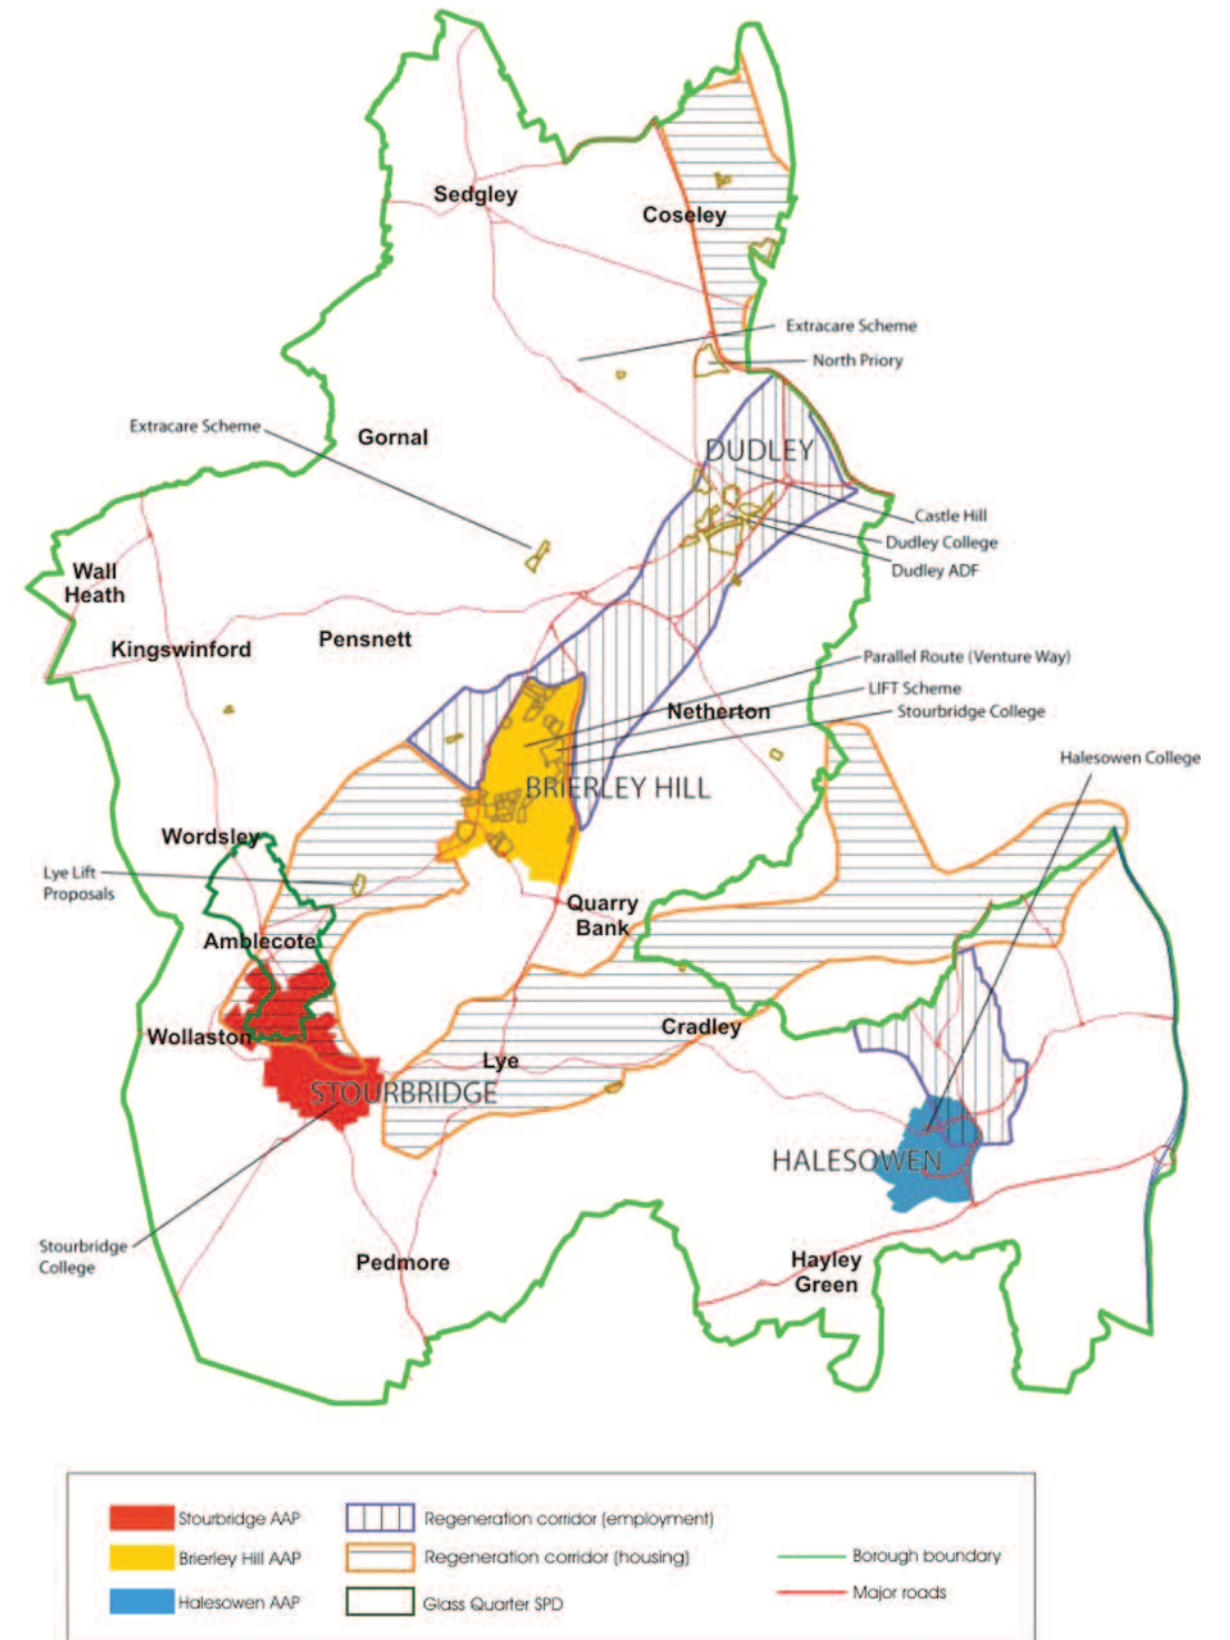 Sedgley
Coseley
Extracare Scheme
North Priory
Extracare Scheme
Gornal
DUDLEY
Castle Hill
Dudley College
Dudley ADF
Wall
Heath
Kingswinford
Pensnett
Parallel Route (Venture Way)
LIFT Scheme
Stourbridge College
Netherton
Halesowen College
BRIERLEY HILL
Wordsley
Lye Lift
Proposals
Quarry
Bank
Amblecote
Wollaston
Cradley
Lye
STOURBRIDGE
HALESOWEN
Stourbridge
College
Pedmore
Hayley
Green
Stourbridge AAP
Brierley Hill AAP
Halesowen AAP
Regeneration corridor (employment)
Regeneration corridor (housing)
Glass Quarter SPD
Borough boundary
Major roads